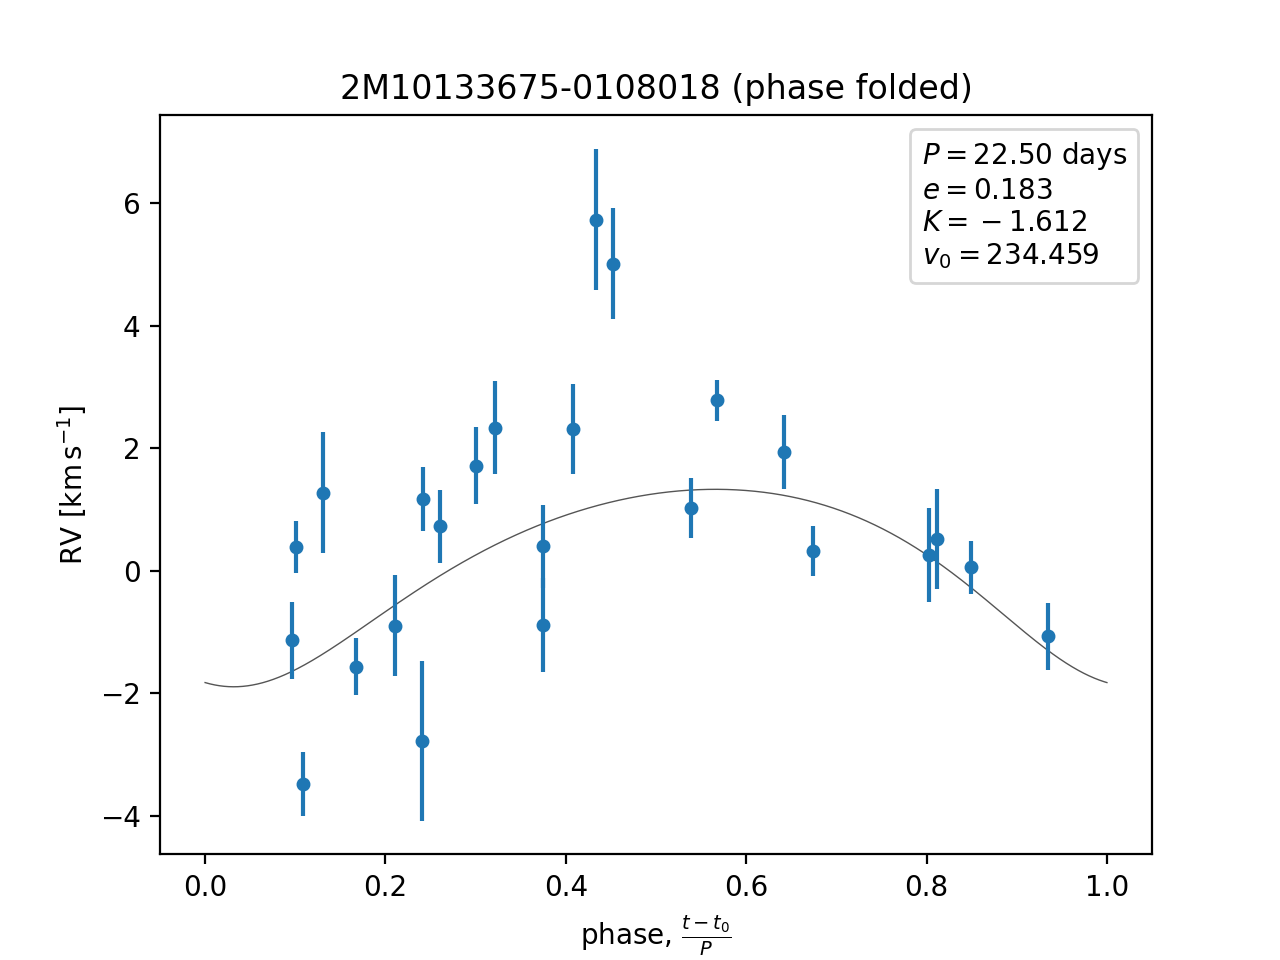 2M10133675-0108018 (phase folded)
P = 22.50 days
e = 0.183
K = −1.612
v₀ = 234.459
RV [km s⁻¹]
6
4
2
0
−2
−4
0.0 0.2 0.4 0.6 0.8 1.0
phase, (t − t₀)/P